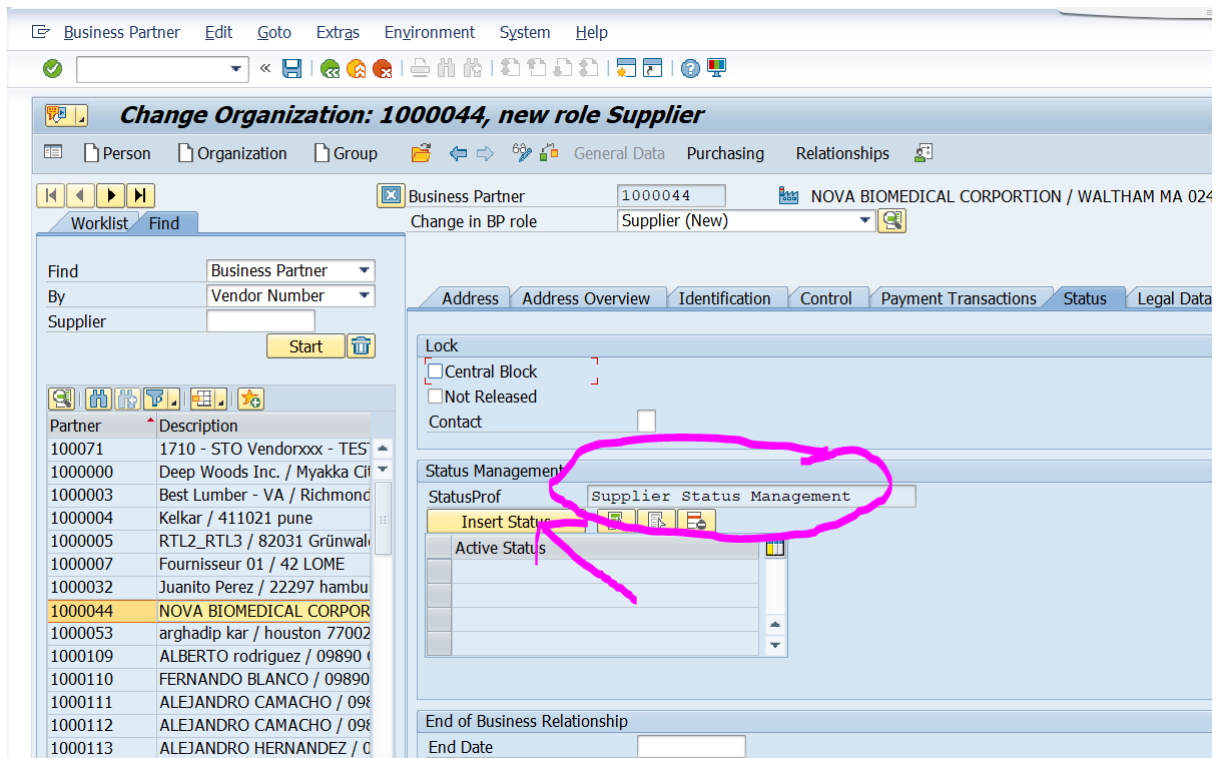 Business Partner Edit Goto Extras Environment System Help
Change Organization: 1000044, new role Supplier
Person Organization Group General Data Purchasing Relationships
Business Partner 1000044 NOVA BIOMEDICAL CORPORTION / WALTHAM MA 024
Worklist Find
Change in BP role Supplier (New)
Find Business Partner
By Vendor Number
Supplier
Start
Address Address Overview Identification Control Payment Transactions Status Legal Data
Lock
Central Block
Not Released
Contact
Partner Description
100071 1710 - STO Vendorxxx - TEST
1000000 Deep Woods Inc. / Myakka Cit
1000003 Best Lumber - VA / Richmond
1000004 Kelkar / 411021 pune
1000005 RTL2_RTL3 / 82031 Grünwal
1000007 Fournisseur 01 / 42 LOME
1000032 Juanito Perez / 22297 hambu
1000044 NOVA BIOMEDICAL CORPOR
1000053 arghadip kar / houston 77002
1000109 ALBERTO rodriguez / 09890
1000110 FERNANDO BLANCO / 09890
1000111 ALEJANDRO CAMACHO / 098
1000112 ALEJANDRO CAMACHO / 098
1000113 ALEJANDRO HERNANDEZ / 0
Status Management
StatusProf Supplier Status Management
Insert Status
Active Status
End of Business Relationship
End Date